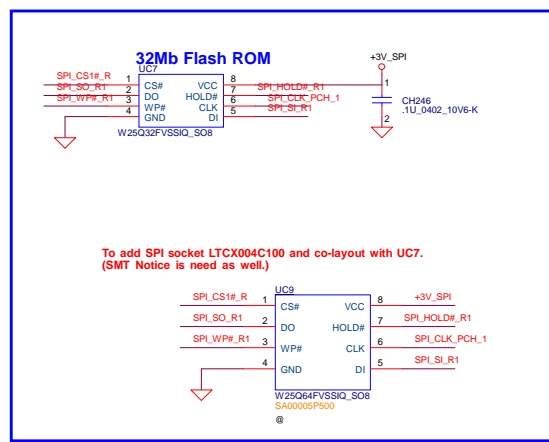 32Mb Flash ROM
UC7
+3V_SPI
SPI_CS1#_R 1 CS# VCC 8
SPI_SO_R1 2 DO HOLD# 7 SPI_HOLD#_R1
SPI_WP#_R1 3 WP# CLK 6 SPI_CLK_PCH_1
4 GND DI 5 SPI_SI_R1
W25Q32FVSSIQ_SO8
1
CH246
.1U_0402_10V6-K
2
To add SPI socket LTCX004C100 and co-layout with UC7.
(SMT Notice is need as well.)
UC9
SPI_CS1#_R 1 CS# VCC 8 +3V_SPI
SPI_SO_R1 2 DO HOLD# 7 SPI_HOLD#_R1
SPI_WP#_R1 3 WP# CLK 6 SPI_CLK_PCH_1
4 GND DI 5 SPI_SI_R1
W25Q64FVSSIQ_SO8
SA00005P500
@